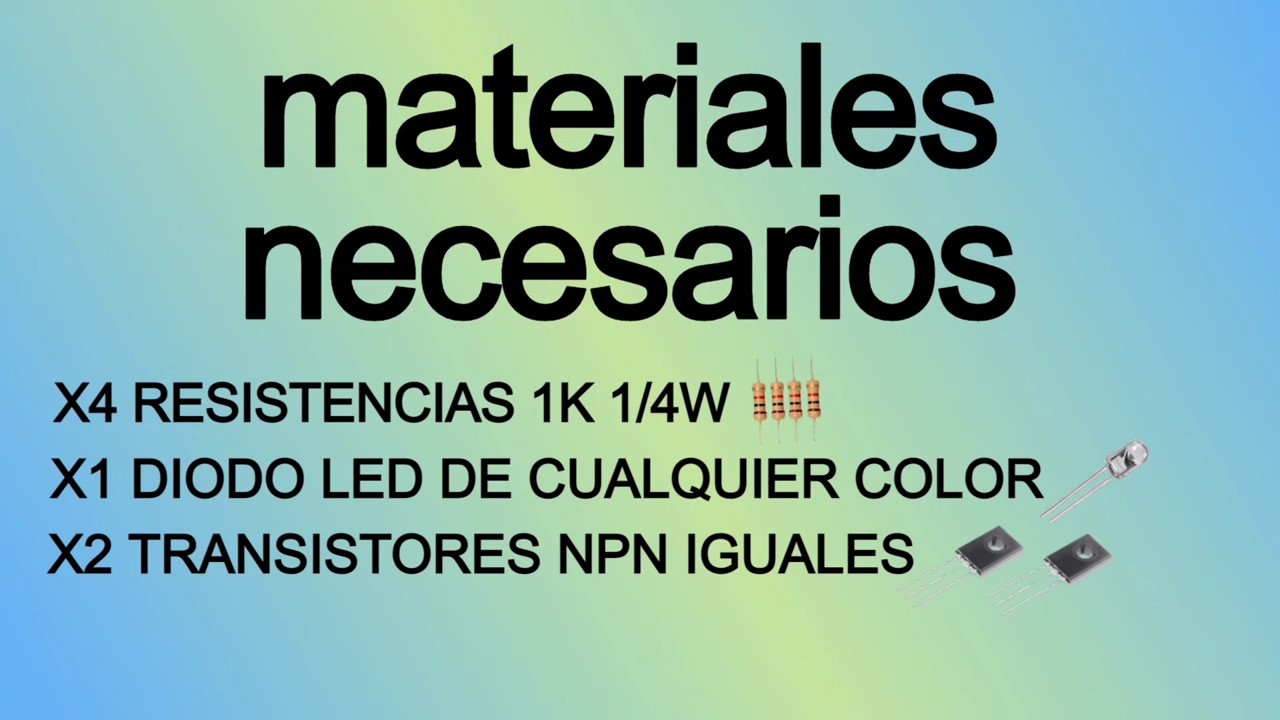 materiales
necesarios
X4 RESISTENCIAS 1K 1/4W
X1 DIODO LED DE CUALQUIER COLOR
X2 TRANSISTORES NPN IGUALES